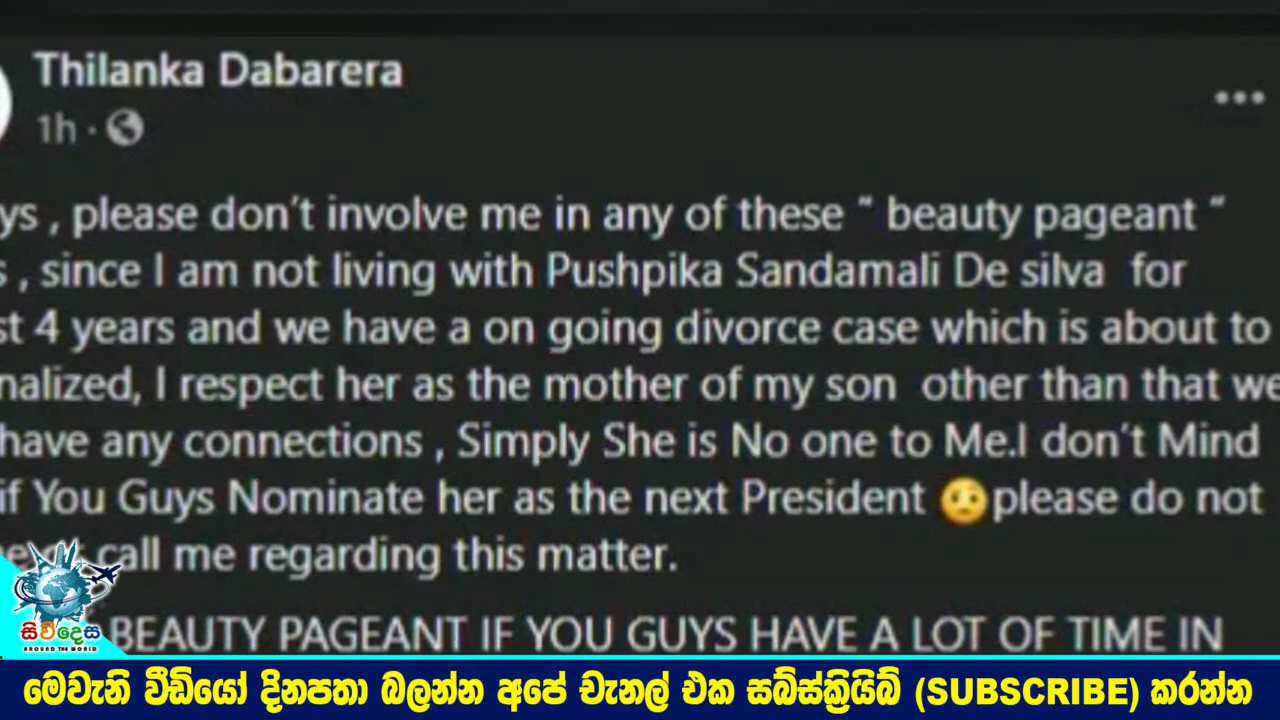 Thilanka Dabarera
1h ·
ys , please don't involve me in any of these “ beauty pageant “
s , since I am not living with Pushpika Sandamali De silva for
st 4 years and we have a on going divorce case which is about to
nalized, I respect her as the mother of my son other than that we
have any connections , Simply She is No one to Me.I don't Mind
if You Guys Nominate her as the next President 😟please do not
call me regarding this matter.
BEAUTY PAGEANT IF YOU GUYS HAVE A LOT OF TIME IN
සිව්දෙස
AROUND THE WORLD
මෙවැනි වීඩියෝ දිනපතා බලන්න අපේ චැනල් එක සබ්ස්ක්‍රයිබ් (SUBSCRIBE) කරන්න